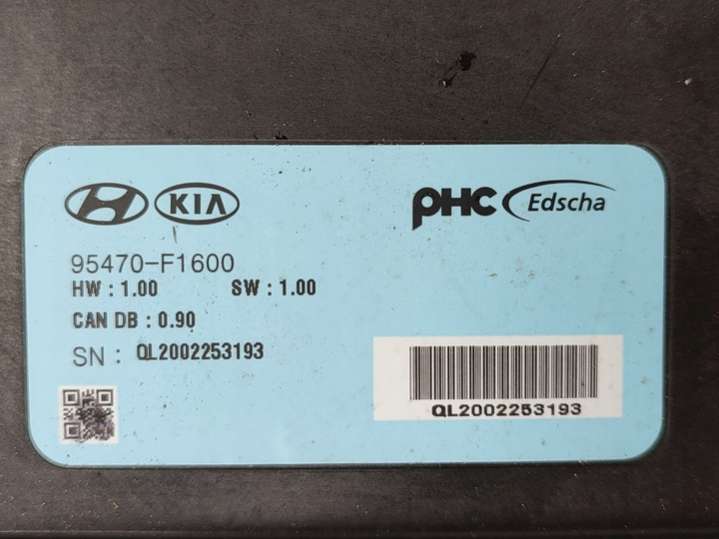 KIA
PHC Edscha
95470-F1600
HW : 1.00 SW : 1.00
CAN DB : 0.90
SN : QL2002253193
QL2002253193